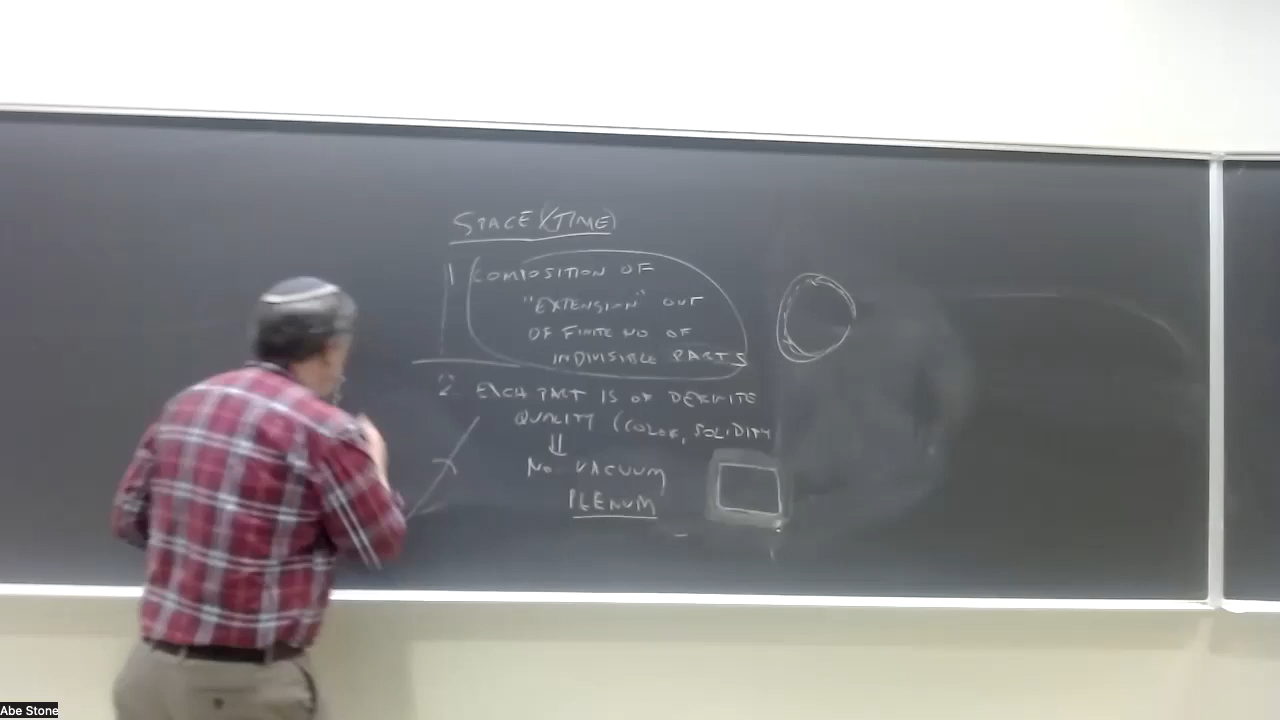 SPACE (TIME)
1 COMPOSITION OF
"EXTENSION" OUT
OF FINITE NO OF
INDIVISIBLE PARTS
2 EACH PART IS OF DEFINITE
QUALITY (COLOR, SOLIDITY
⇓
NO VACUUM
PLENUM
Abe Stone